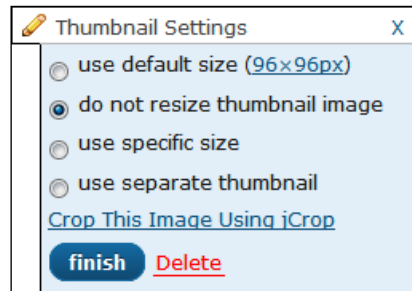 Thumbnail Settings X
use default size (96×96px)
do not resize thumbnail image
use specific size
use separate thumbnail
Crop This Image Using jCrop
finish Delete